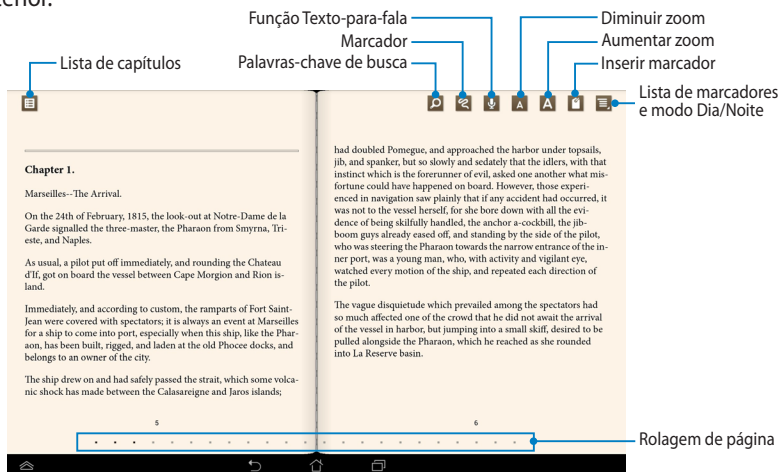 terior.
Função Texto-para-fala
Marcador
Palavras-chave de busca
Lista de capítulos
Diminuir zoom
Aumentar zoom
Inserir marcador
Lista de marcadores
e modo Dia/Noite
A
A
Chapter 1.
Marseilles--The Arrival.
On the 24th of February, 1815, the look-out at Notre-Dame de la
Garde signalled the three-master, the Pharaon from Smyrna, Tri-
este, and Naples.
As usual, a pilot put off immediately, and rounding the Chateau
d'If, got on board the vessel between Cape Morgion and Rion is-
land.
Immediately, and according to custom, the ramparts of Fort Saint-
Jean were covered with spectators; it is always an event at Marseilles
for a ship to come into port, especially when this ship, like the Phar-
aon, has been built, rigged, and laden at the old Phocee docks, and
belongs to an owner of the city.
The ship drew on and had safely passed the strait, which some volca-
nic shock has made between the Calasareigne and Jaros islands;
5
had doubled Pomegue, and approached the harbor under topsails,
jib, and spanker, but so slowly and sedately that the idlers, with that
instinct which is the forerunner of evil, asked one another what mis-
fortune could have happened on board. However, those experi-
enced in navigation saw plainly that if any accident had occurred, it
was not to the vessel herself, for she bore down with all the evi-
dence of being skilfully handled, the anchor a-cockbill, the jib-
boom guys already eased off, and standing by the side of the pilot,
who was steering the Pharaon towards the narrow entrance of the in-
ner port, was a young man, who, with activity and vigilant eye,
watched every motion of the ship, and repeated each direction of
the pilot.
The vague disquietude which prevailed among the spectators had
so much affected one of the crowd that he did not await the arrival
of the vessel in harbor, but jumping into a small skiff, desired to be
pulled alongside the Pharaon, which he reached as she rounded
into La Reserve basin.
6
Rolagem de página